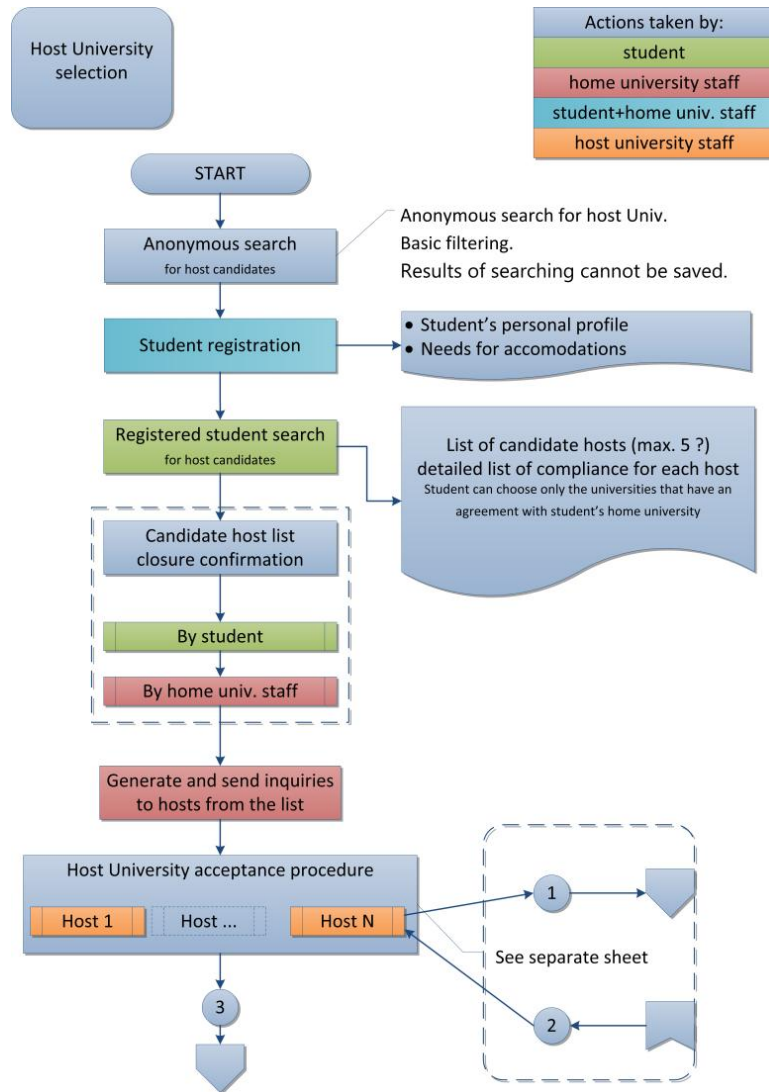 Host University
selection
Actions taken by:
student
home university staff
student+home univ. staff
host university staff
START
Anonymous search
for host candidates
Anonymous search for host Univ.
Basic filtering.
Results of searching cannot be saved.
Student registration
• Student’s personal profile
• Needs for accomodations
Registered student search
for host candidates
List of candidate hosts (max. 5 ?)
detailed list of compliance for each host
Student can choose only the universities that have an
agreement with student’s home university
Candidate host list
closure confirmation
By student
By home univ. staff
Generate and send inquiries
to hosts from the list
Host University acceptance procedure
Host 1
Host ...
Host N
1
See separate sheet
2
3